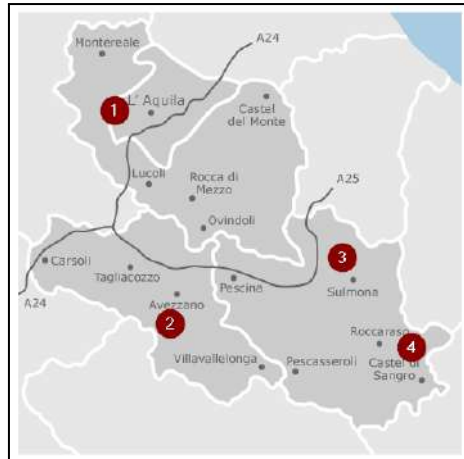 A24
Montereale
1
L' Aquila
Castel
del Monte
Lucoli
Rocca di
Mezzo
A25
Ovindoli
Carsoli
3
Tagliacozzo
Pescina
Sulmona
A24
Avezzano
2
Roccaraso
4
Villavallelonga
Pescasseroli
Castel di
Sangro